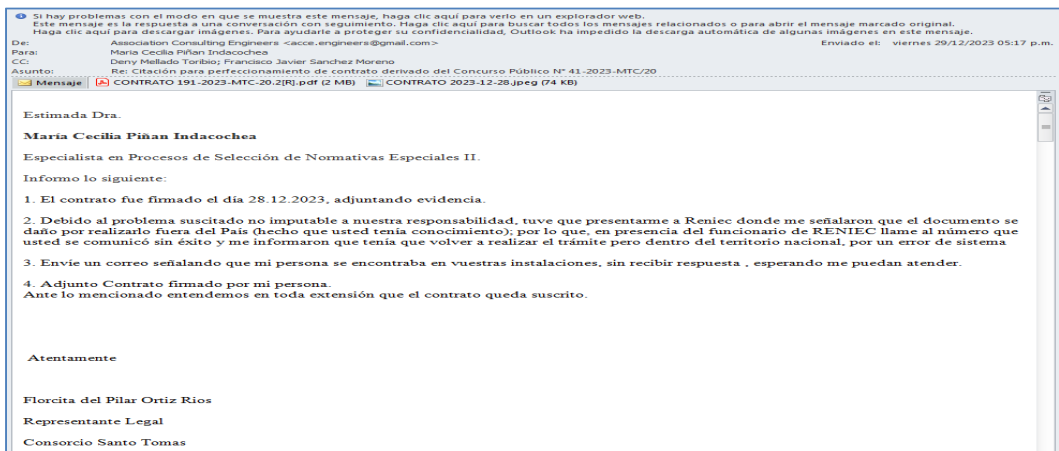 Si hay problemas con el modo en que se muestra este mensaje, haga clic aquí para verlo en un explorador web.
Este mensaje es la respuesta a una conversación con seguimiento. Haga clic aquí para buscar todos los mensajes relacionados o para abrir el mensaje marcado original.
Haga clic aquí para descargar imágenes. Para ayudarle a proteger su confidencialidad, Outlook ha impedido la descarga automática de algunas imágenes en este mensaje.
De: Association Consulting Engineers <acce.engineers@gmail.com> Enviado el: viernes 29/12/2023 05:17 p.m.
Para: Maria Cecilia Piñan Indacochea
CC: Deny Mellado Toribio; Francisco Javier Sanchez Moreno
Asunto: Re: Citación para perfeccionamiento de contrato derivado del Concurso Público N° 41-2023-MTC/20
Mensaje CONTRATO 191-2023-MTC-20.2[R].pdf (2 MB) CONTRATO 2023-12-28.jpeg (74 KB)
Estimada Dra.
María Cecilia Piñan Indacochea
Especialista en Procesos de Selección de Normativas Especiales II.
Informo lo siguiente:
1. El contrato fue firmado el día 28.12.2023, adjuntando evidencia.
2. Debido al problema suscitado no imputable a nuestra responsabilidad, tuve que presentarme a Reniec donde me señalaron que el documento se
daño por realizarlo fuera del País (hecho que usted tenía conocimiento); por lo que, en presencia del funcionario de RENIEC llame al número que
usted se comunicó sin éxito y me informaron que tenía que volver a realizar el trámite pero dentro del territorio nacional, por un error de sistema
3. Envíe un correo señalando que mi persona se encontraba en vuestras instalaciones, sin recibir respuesta , esperando me puedan atender.
4. Adjunto Contrato firmado por mi persona.
Ante lo mencionado entendemos en toda extensión que el contrato queda suscrito.
Atentamente
Florcita del Pilar Ortiz Rios
Representante Legal
Consorcio Santo Tomas